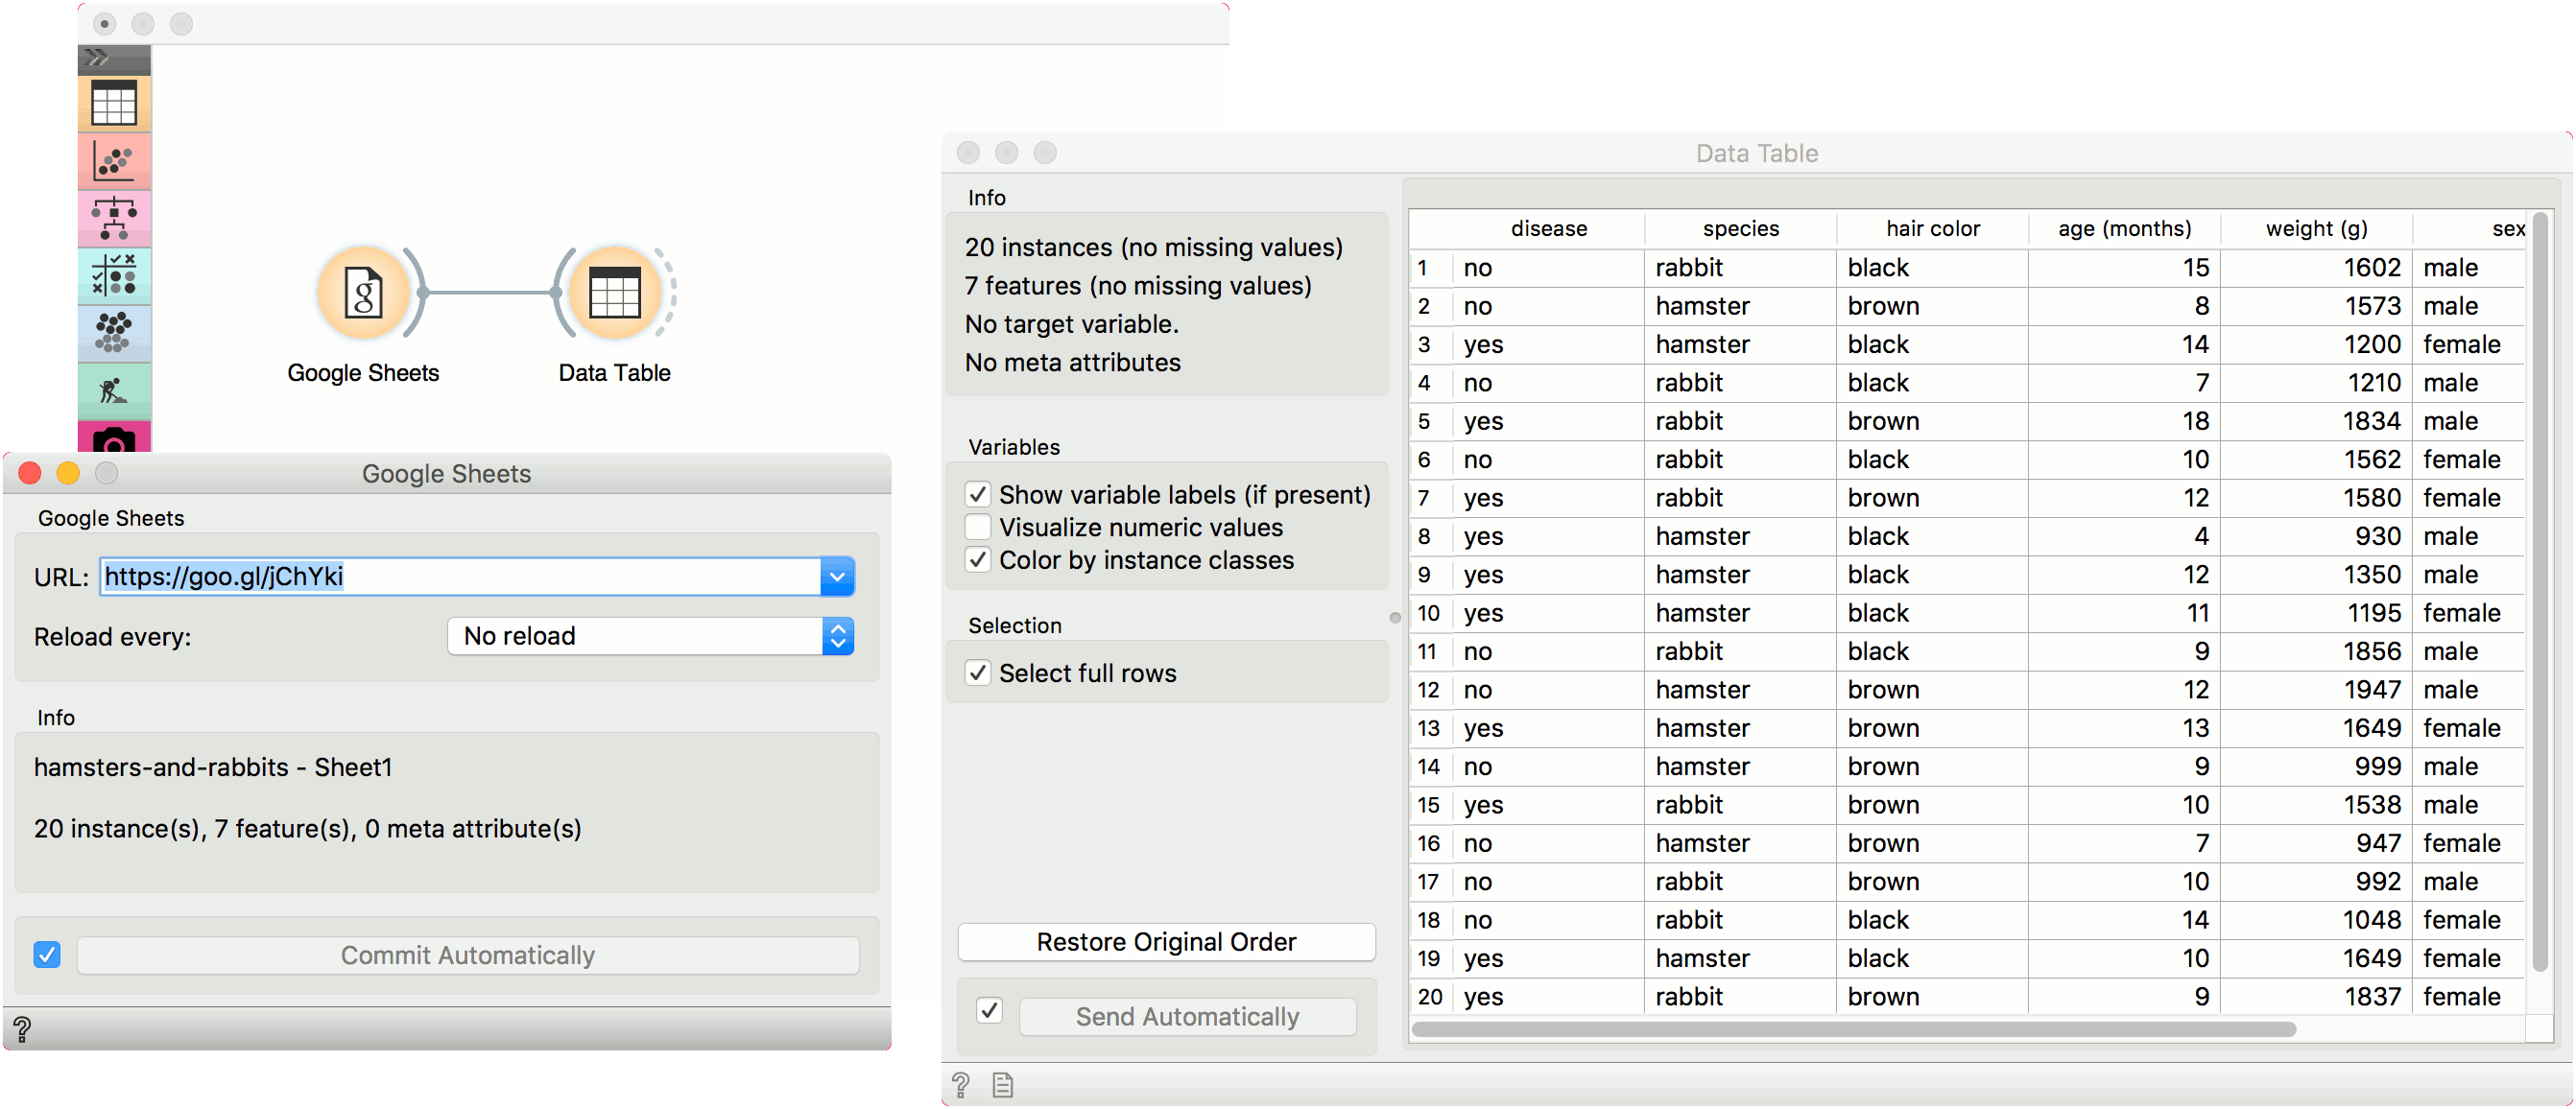 Google Sheets
Data Table
Google Sheets
Google Sheets
URL: https://goo.gl/jChYki
Reload every: No reload
Info
hamsters-and-rabbits - Sheet1
20 instance(s), 7 feature(s), 0 meta attribute(s)
Commit Automatically
?
Data Table
Info
20 instances (no missing values)
7 features (no missing values)
No target variable.
No meta attributes
Variables
Show variable labels (if present)
Visualize numeric values
Color by instance classes
Selection
Select full rows
Restore Original Order
Send Automatically
?
disease species hair color age (months) weight (g) sex
1 no rabbit black 15 1602 male
2 no hamster brown 8 1573 male
3 yes hamster black 14 1200 female
4 no rabbit black 7 1210 male
5 yes rabbit brown 18 1834 male
6 no rabbit black 10 1562 female
7 yes rabbit brown 12 1580 female
8 yes hamster black 4 930 male
9 yes hamster black 12 1350 male
10 yes hamster black 11 1195 female
11 no rabbit black 9 1856 male
12 no hamster brown 12 1947 male
13 yes hamster brown 13 1649 female
14 no hamster brown 9 999 male
15 yes rabbit brown 10 1538 male
16 no hamster brown 7 947 female
17 no rabbit brown 10 992 male
18 no rabbit black 14 1048 female
19 yes hamster black 10 1649 female
20 yes rabbit brown 9 1837 female